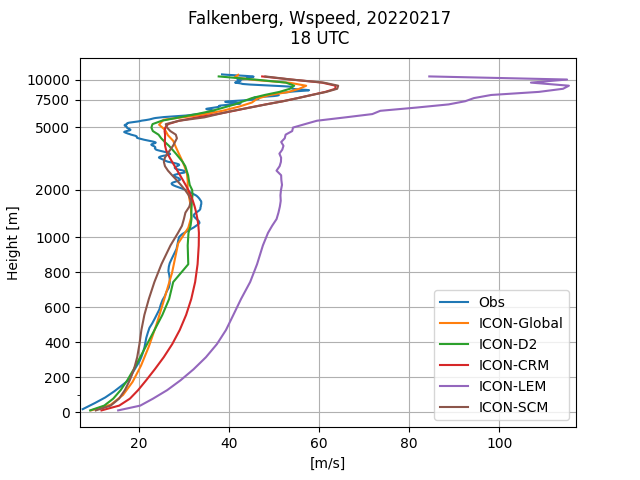 Falkenberg, Wspeed, 20220217
18 UTC
10000
7500
5000
2000
1000
800
600
400
200
0
Height [m]
Obs
ICON-Global
ICON-D2
ICON-CRM
ICON-LEM
ICON-SCM
20
40
60
80
100
[m/s]